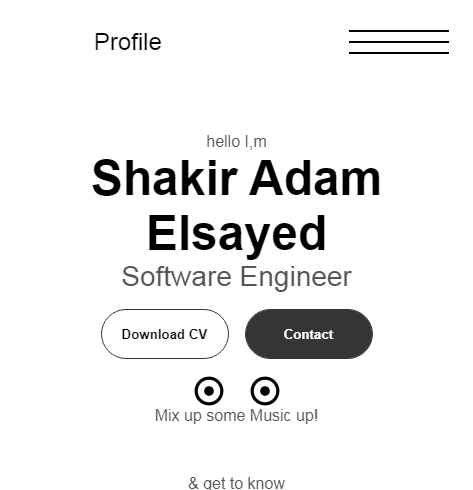 Profile
hello I,m
Shakir Adam
Elsayed
Software Engineer
Download CV
Contact
Mix up some Music up!
& get to know